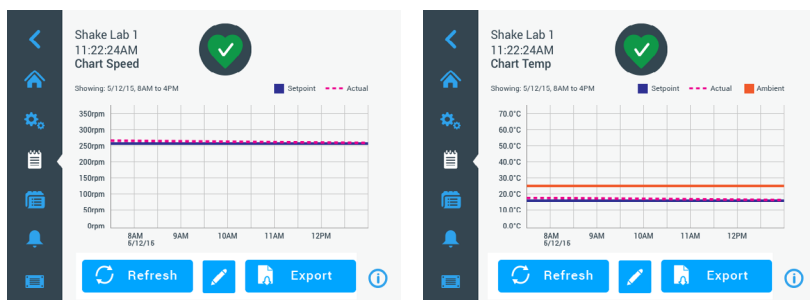 Shake Lab 1
11:22:24AM
Chart Speed
Showing: 5/12/15, 8AM to 4PM
Setpoint
Actual
350rpm
300rpm
250rpm
200rpm
150rpm
100rpm
50rpm
0rpm
8AM 9AM 10AM 11AM 12PM
5/12/15
Refresh
Export
Shake Lab 1
11:22:24AM
Chart Temp
Showing: 5/12/15, 8AM to 4PM
Setpoint
Actual
Ambient
70.0°C
60.0°C
50.0°C
40.0°C
30.0°C
20.0°C
10.0°C
0.0°C
8AM 9AM 10AM 11AM 12PM
5/12/15
Refresh
Export